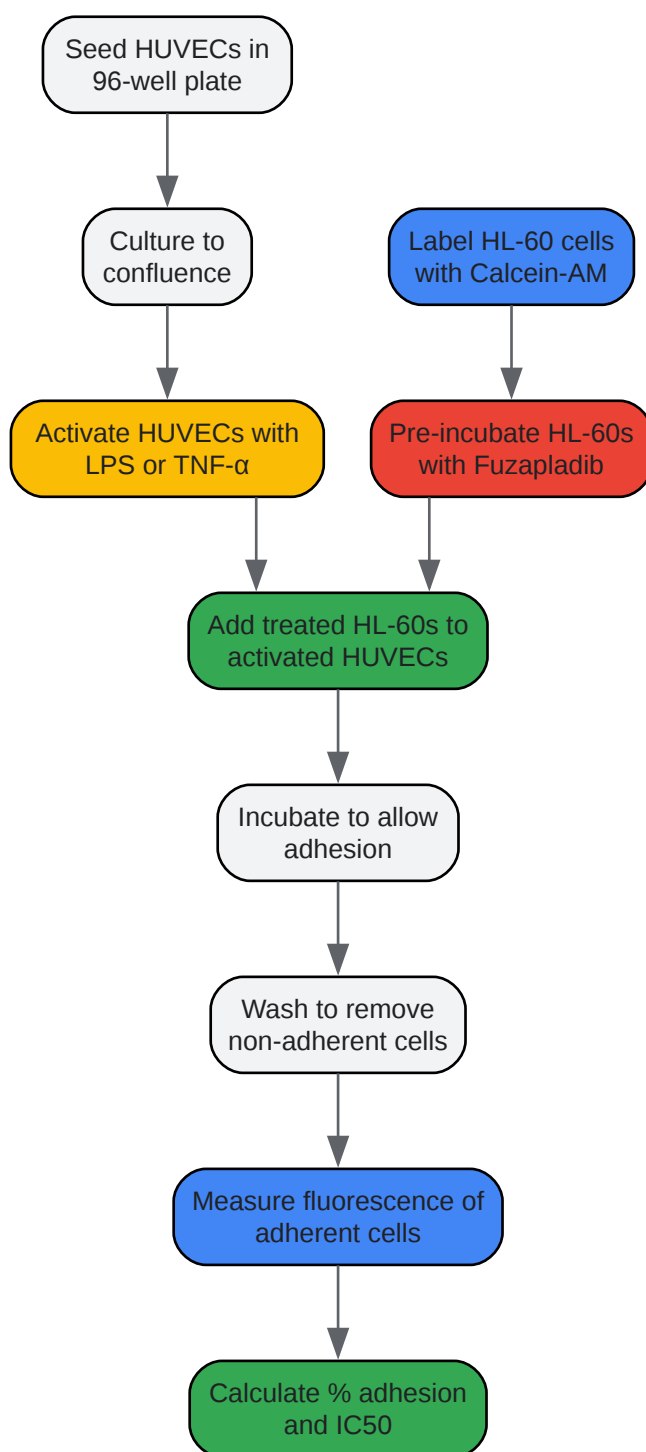 Seed HUVECs in
96-well plate
Culture to
confluence
Label HL-60 cells
with Calcein-AM
Activate HUVECs with
LPS or TNF-α
Pre-incubate HL-60s
with Fuzapladib
Add treated HL-60s to
activated HUVECs
Incubate to allow
adhesion
Wash to remove
non-adherent cells
Measure fluorescence of
adherent cells
Calculate % adhesion
and IC50